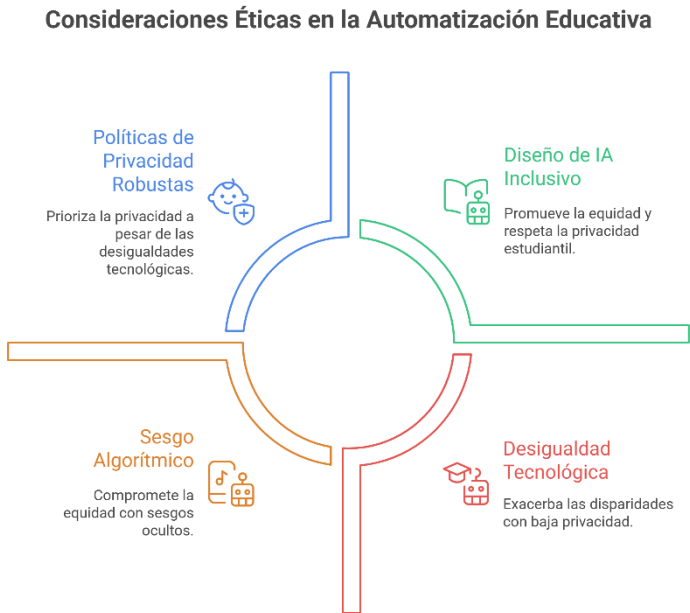 Consideraciones Éticas en la Automatización Educativa
Políticas de
Privacidad
Robustas
Prioriza la privacidad a
pesar de las
desigualdades
tecnológicas.
Diseño de IA
Inclusivo
Promueve la equidad y
respeta la privacidad
estudiantil.
Sesgo
Algorítmico
Compromete la
equidad con sesgos
ocultos.
Desigualdad
Tecnológica
Exacerba las disparidades
con baja privacidad.